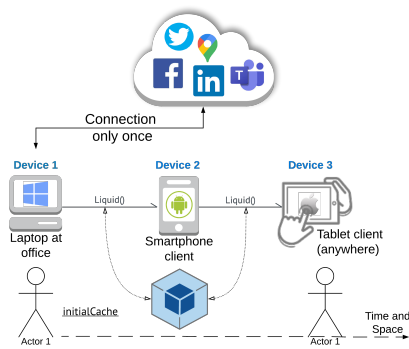 Connection
only once
Device 1
Device 2
Device 3
Liquid()
Liquid()
Laptop at
office
Smartphone
client
Tablet client
(anywhere)
initialCache
Time and
Space
Actor 1
Actor 1